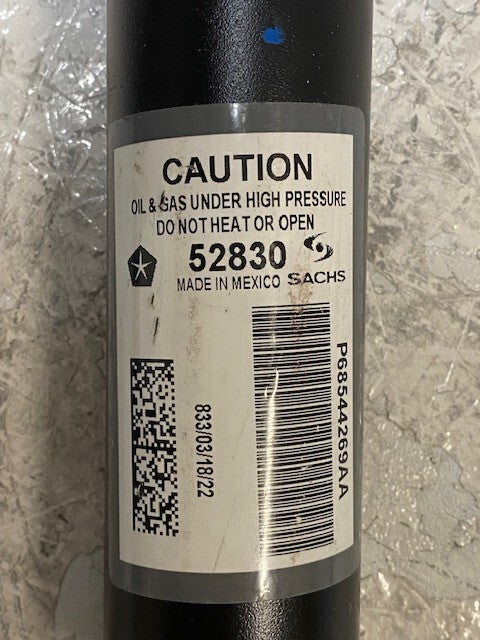 CAUTION
OIL & GAS UNDER HIGH PRESSURE
DO NOT HEAT OR OPEN
52830
MADE IN MEXICO SACHS
833/03/18/22
P68544269AA